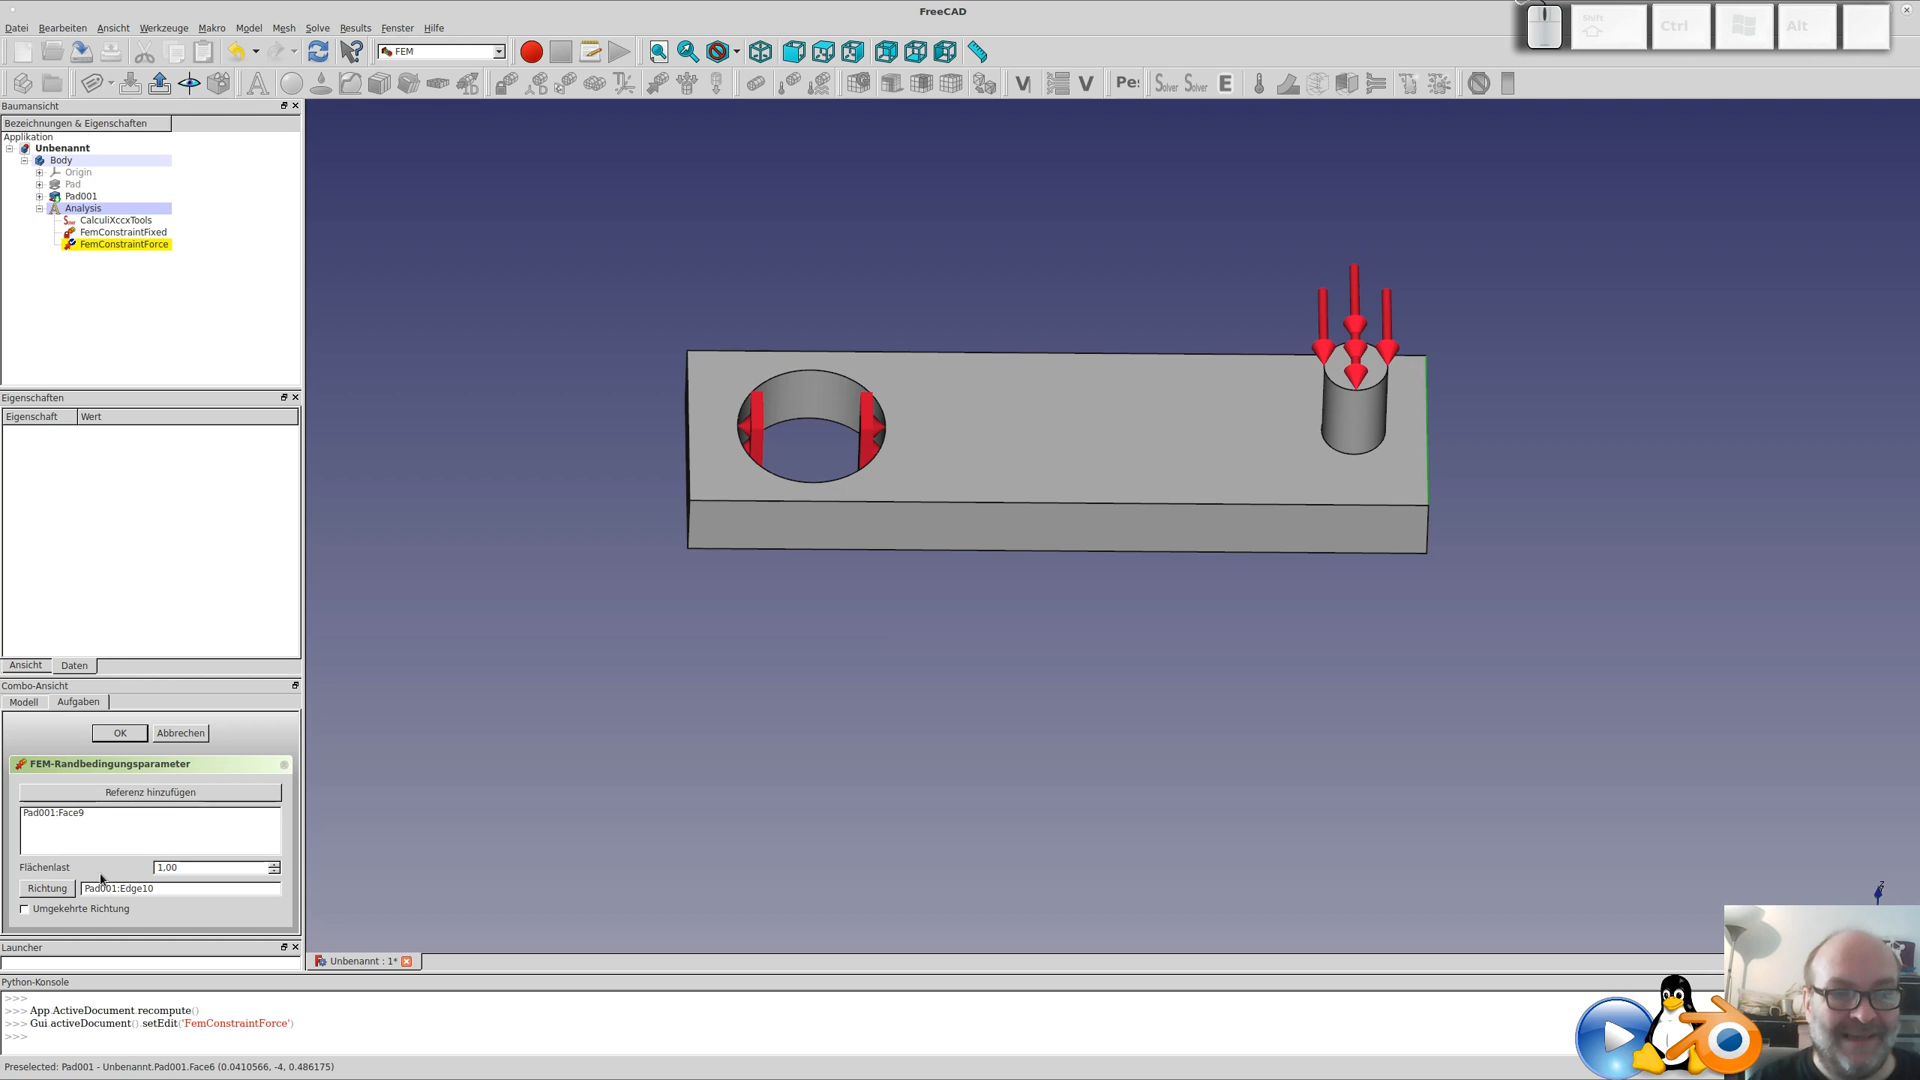 FreeCAD
Shift
Ctrl
Alt
Datei Bearbeiten Ansicht Werkzeuge Makro Model Mesh Solve Results Fenster Hilfe
FEM
Solver Solver E
Baumansicht
Bezeichnungen & Eigenschaften
Applikation
Unbenannt
Body
Origin
Pad
Pad001
Analysis
CalculiXccxTools
FemConstraintFixed
FemConstraintForce
Eigenschaften
Eigenschaft Wert
Ansicht Daten
Combo-Ansicht
Modell Aufgaben
OK Abbrechen
FEM-Randbedingungsparameter
Referenz hinzufügen
Pad001:Face9
Flächenlast 1,00
Richtung Pad001:Edge10
Umgekehrte Richtung
Launcher
Unbenannt : 1*
Python-Konsole
>>>
>>> App.ActiveDocument.recompute()
>>> Gui.activeDocument().setEdit('FemConstraintForce')
>>>
Preselected: Pad001 - Unbenannt.Pad001.Face6 (0.0410566, -4, 0.486175)